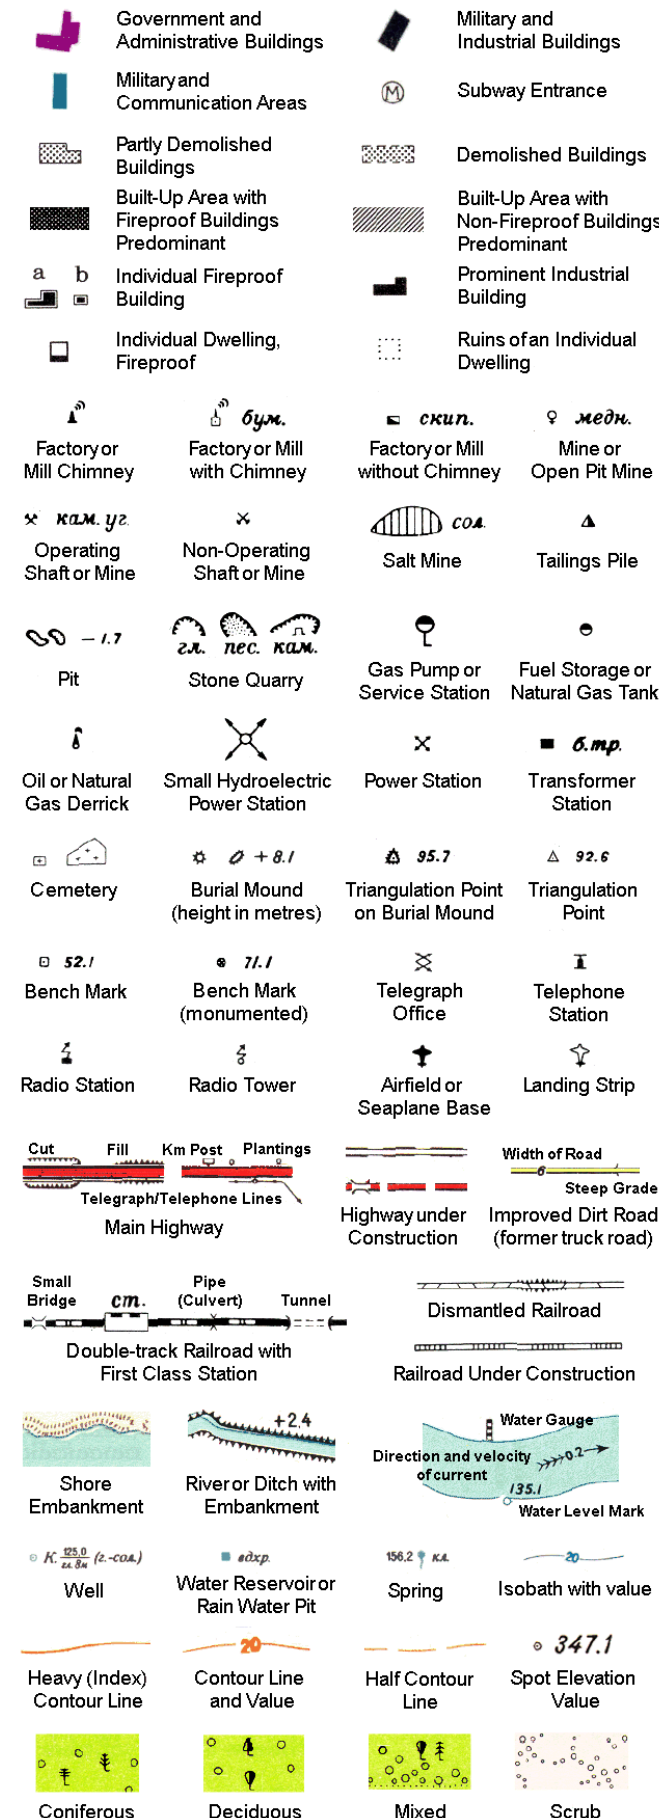 Government and
Administrative Buildings
Military and
Industrial Buildings
Military and
Communication Areas
M
Subway Entrance
Partly Demolished
Buildings
Demolished Buildings
Built-Up Area with
Fireproof Buildings
Predominant
Built-Up Area with
Non-Fireproof Buildings
Predominant
a b
Individual Fireproof
Building
Prominent Industrial
Building
Individual Dwelling,
Fireproof
Ruins of an Individual
Dwelling
Factory or
Mill Chimney
бум.
Factory or Mill
with Chimney
скип.
Factory or Mill
without Chimney
медн.
Mine or
Open Pit Mine
кам. уг.
Operating
Shaft or Mine
Non-Operating
Shaft or Mine
сол.
Salt Mine
Tailings Pile
– 1.7
Pit
гл. пес. кам.
Stone Quarry
Gas Pump or
Service Station
Fuel Storage or
Natural Gas Tank
Oil or Natural
Gas Derrick
Small Hydroelectric
Power Station
Power Station
б.тр.
Transformer
Station
Cemetery
+ 8.1
Burial Mound
(height in metres)
95.7
Triangulation Point
on Burial Mound
92.6
Triangulation
Point
52.1
Bench Mark
71.1
Bench Mark
(monumented)
Telegraph
Office
Telephone
Station
Radio Station
Radio Tower
Airfield or
Seaplane Base
Landing Strip
Cut Fill Km Post Plantings
Telegraph/Telephone Lines
Main Highway
Highway under
Construction
Width of Road
6
Steep Grade
Improved Dirt Road
(former truck road)
Small
Bridge
ст.
Pipe
(Culvert)
Tunnel
Double-track Railroad with
First Class Station
Dismantled Railroad
Railroad Under Construction
Shore
Embankment
+2,4
River or Ditch with
Embankment
Water Gauge
Direction and velocity
of current
0.2
135.1
Water Level Mark
К. 125,0
гл. 8м (г.-сол.)
Well
вдхр.
Water Reservoir or
Rain Water Pit
156,2 кл.
Spring
20
Isobath with value
Heavy (Index)
Contour Line
20
Contour Line
and Value
Half Contour
Line
347.1
Spot Elevation
Value
Coniferous
Deciduous
Mixed
Scrub